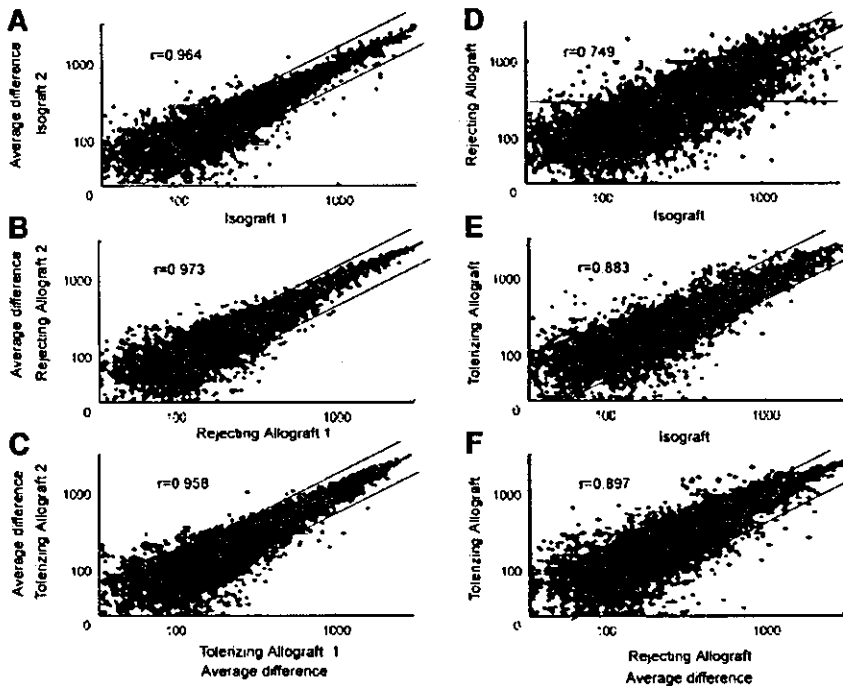 A
Average difference
Isograft 2
r=0.964
1000
100
0
100
1000
Isograft 1
B
Average difference
Rejecting Allograft 2
r=0.973
1000
100
0
100
1000
Rejecting Allograft 1
C
Average difference
Tolerizing Allograft 2
r=0 958
1000
100
0
100
1000
Tolerizing Allograft 1
Average difference
D
Rejecting Allograft
r=0.749
1000
100
0
100
1000
Isograft
E
Tolerizing Allograft
r=0.883
1000
100
0
100
1000
Isograft
F
Tolerizing Allograft
r=0.897
1000
100
0
100
1000
Rejecting Allograft
Average difference